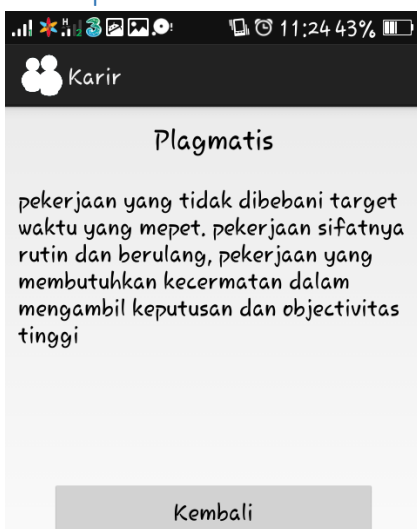 11:24 43%
Karir
Plagmatis
pekerjaan yang tidak dibebani target
waktu yang mepet. pekerjaan sifatnya
rutin dan berulang, pekerjaan yang
membutuhkan kecermatan dalam
mengambil keputusan dan objectivitas
tinggi
Kembali